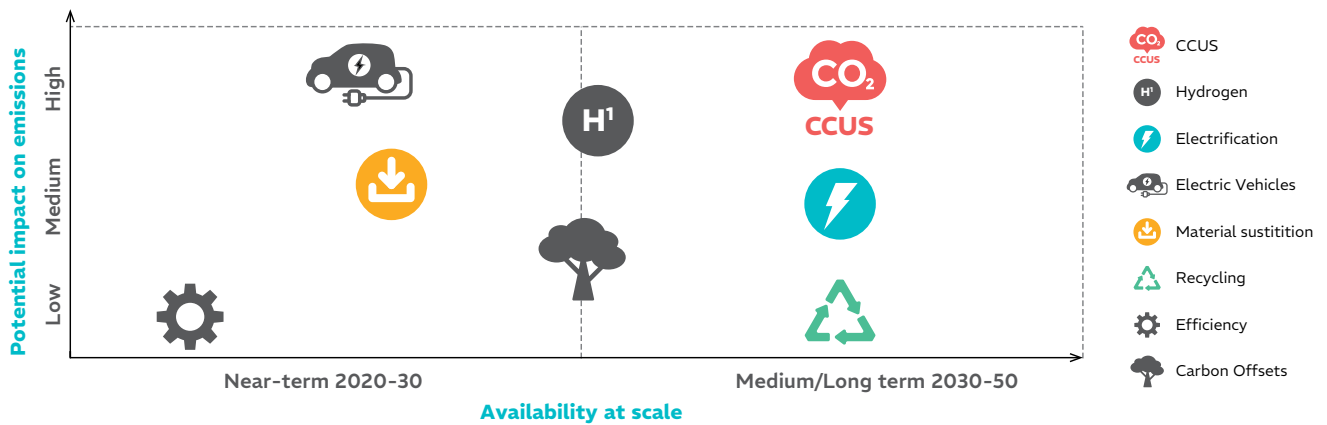 Potential impact on emissions
High
Medium
Low
H¹
CO₂
CCUS
Near-term 2020-30
Medium/Long term 2030-50
Availability at scale
CO₂
CCUS
CCUS
H¹
Hydrogen
Electrification
Electric Vehicles
Material sustitition
Recycling
Efficiency
Carbon Offsets